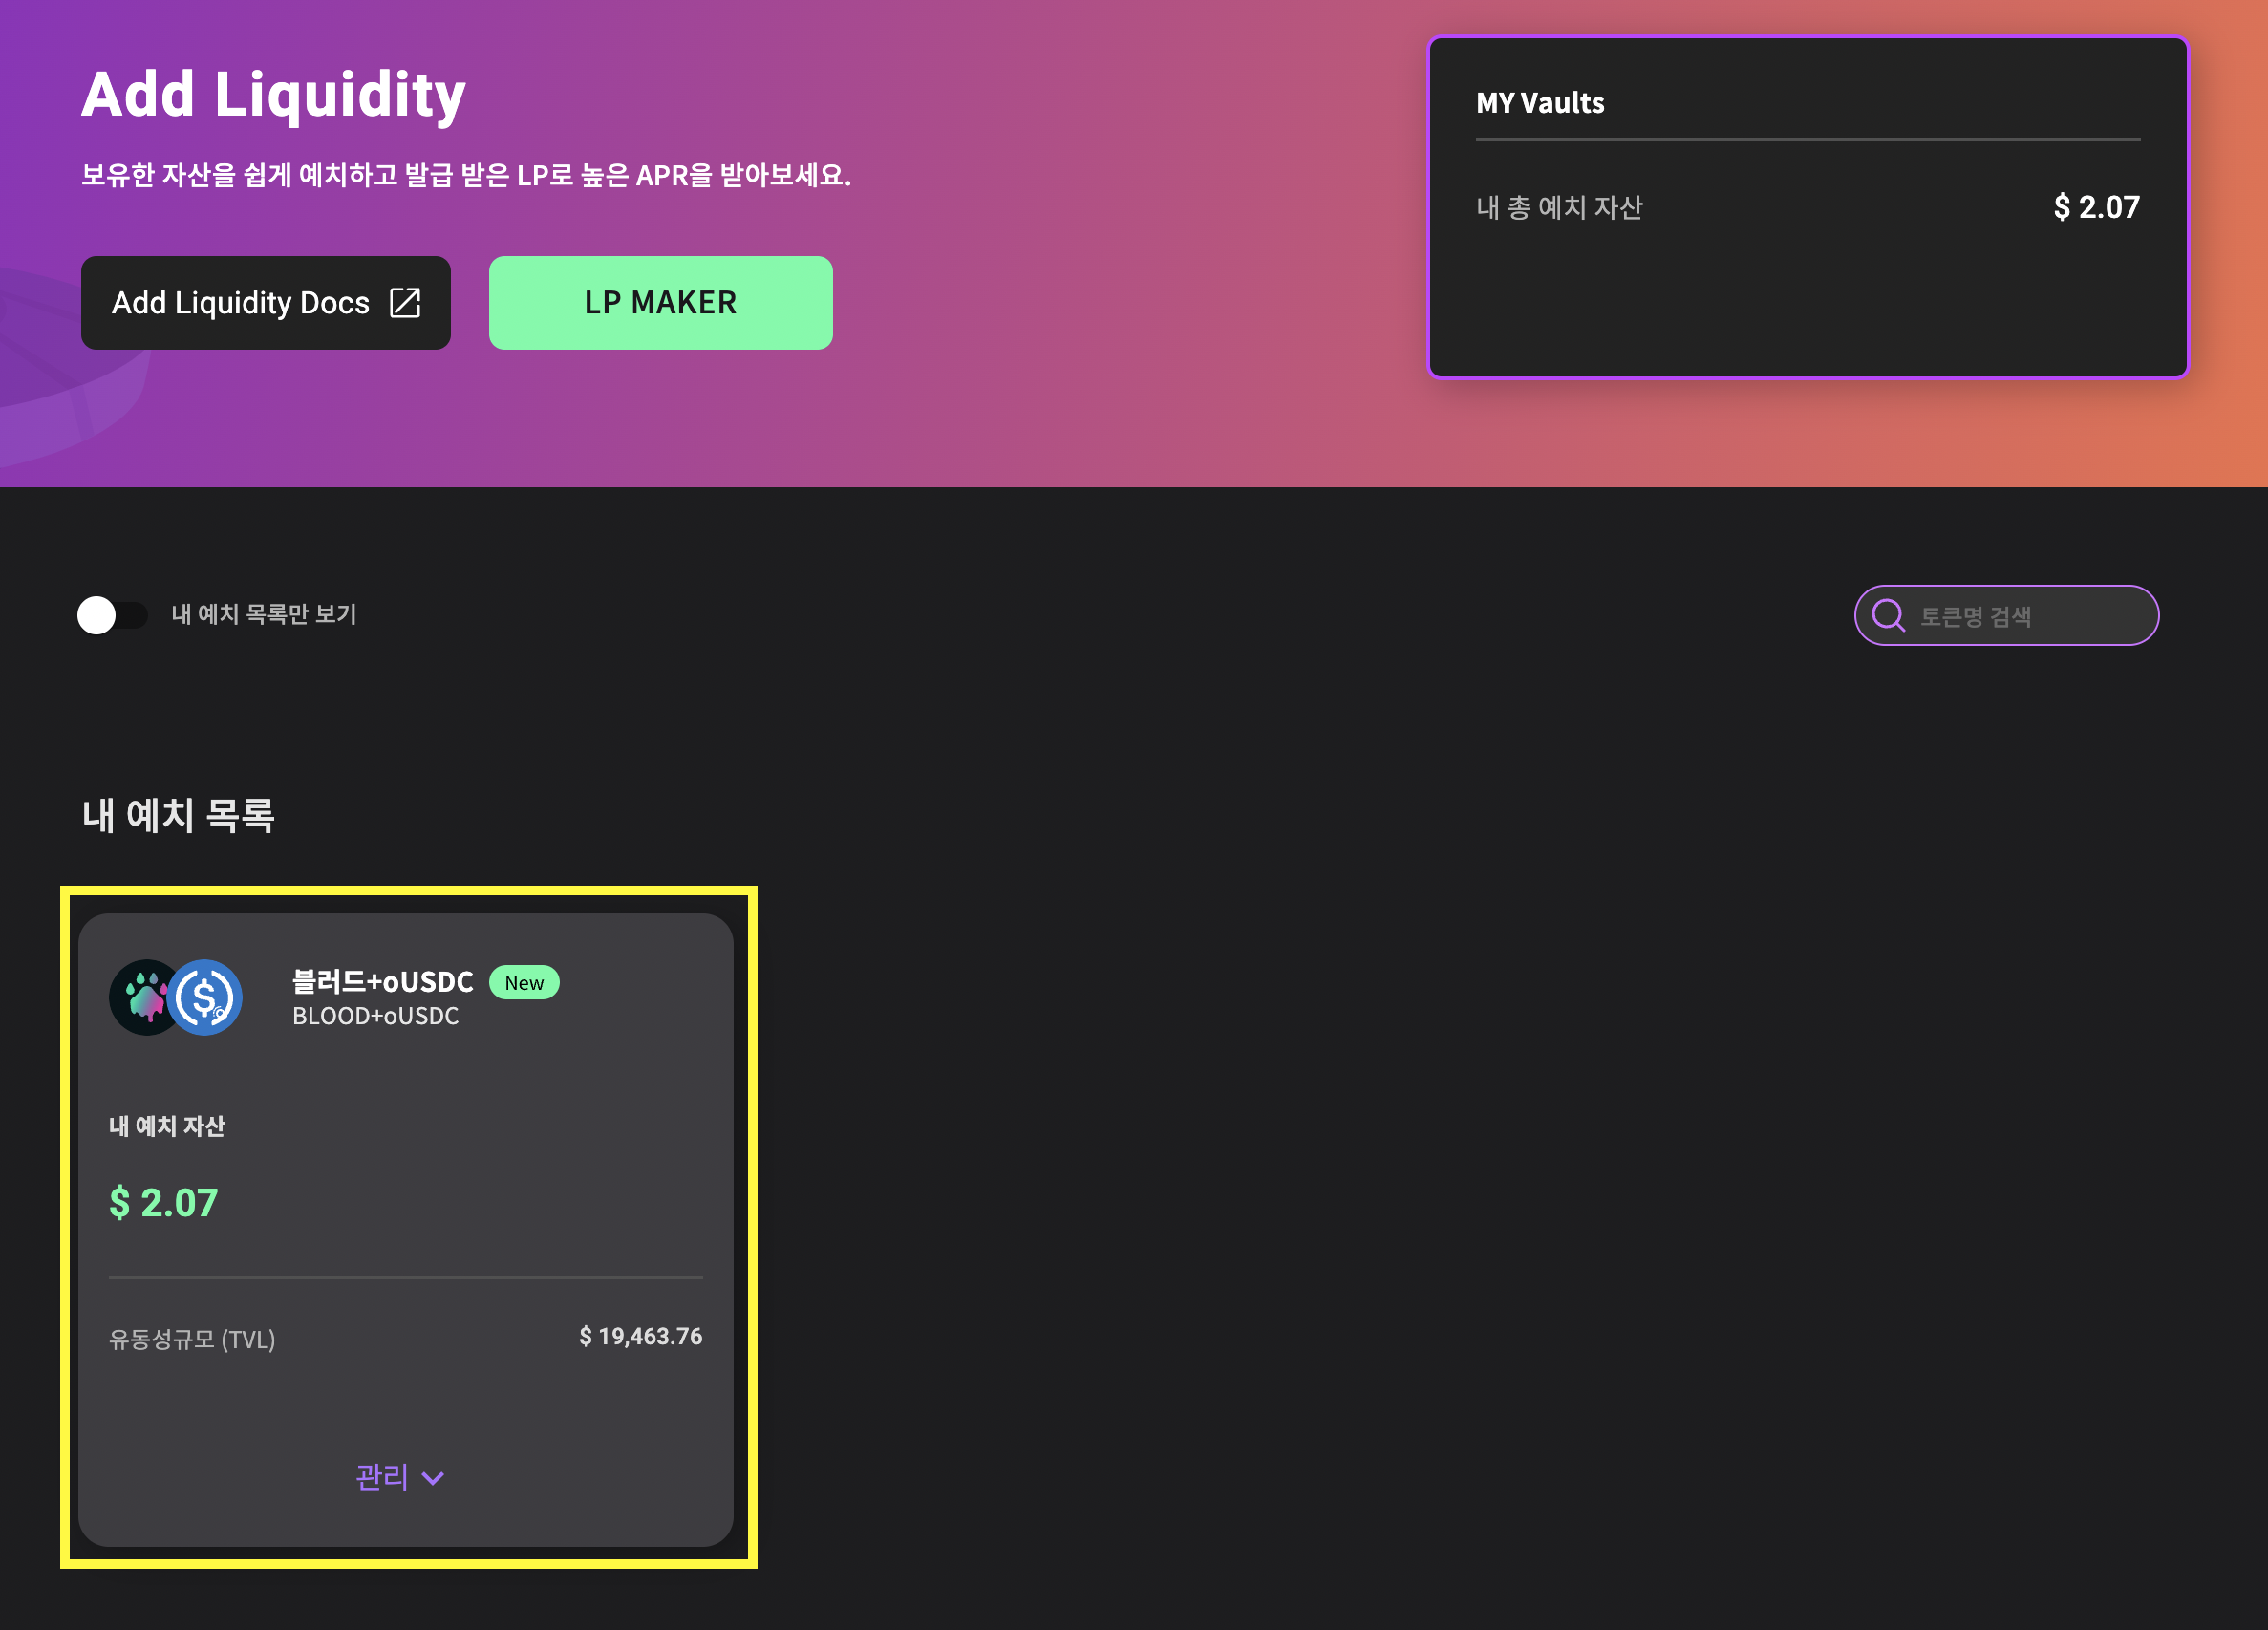 Add Liquidity
보유한 자산을 쉽게 예치하고 발급 받은 LP로 높은 APR을 받아보세요.
Add Liquidity Docs
LP MAKER
MY Vaults
내 총 예치 자산 $ 2.07
내 예치 목록만 보기
토큰명 검색
내 예치 목록
블러드+oUSDC New
BLOOD+oUSDC
내 예치 자산
$ 2.07
유동성규모 (TVL) $ 19,463.76
관리